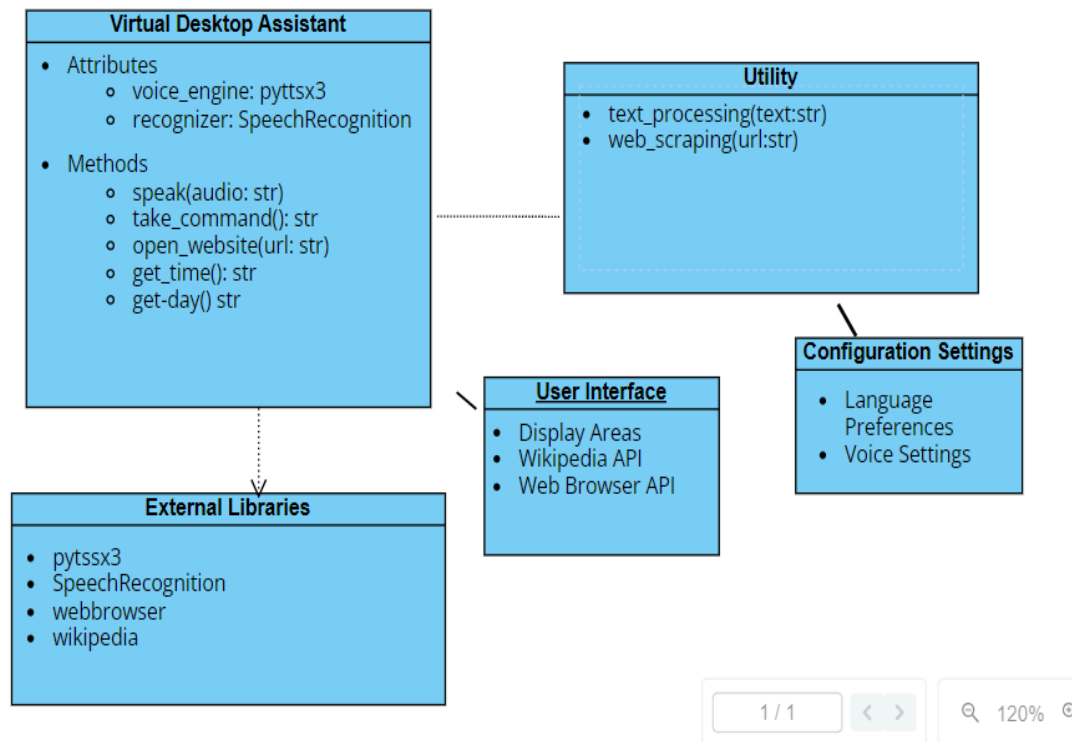 Virtual Desktop Assistant
Attributes
voice_engine: pyttsx3
recognizer: SpeechRecognition
Methods
speak(audio: str)
take_command(): str
open_website(url: str)
get_time(): str
get-day() str
Utility
text_processing(text:str)
web_scraping(url:str)
Configuration Settings
Language
Preferences
Voice Settings
User Interface
Display Areas
Wikipedia API
Web Browser API
External Libraries
pytssx3
SpeechRecognition
webbrowser
wikipedia
1 / 1
120%